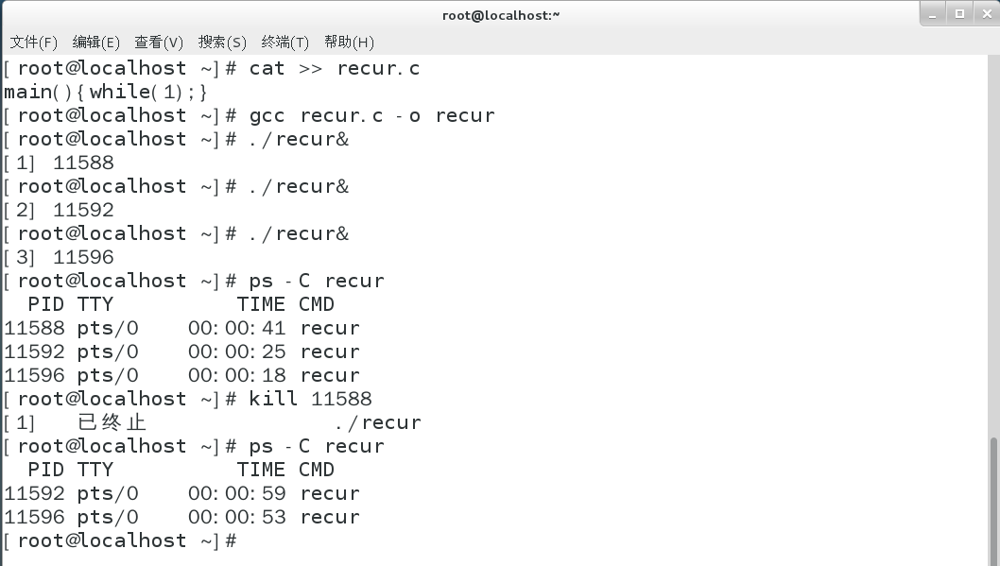 root@localhost:~
文件(F) 编辑(E) 查看(V) 搜索(S) 终端(T) 帮助(H)
[root@localhost ~]# cat >> recur.c
main(){while(1);}
[root@localhost ~]# gcc recur.c -o recur
[root@localhost ~]# ./recur&
[1] 11588
[root@localhost ~]# ./recur&
[2] 11592
[root@localhost ~]# ./recur&
[3] 11596
[root@localhost ~]# ps -C recur
  PID TTY          TIME CMD
11588 pts/0    00:00:41 recur
11592 pts/0    00:00:25 recur
11596 pts/0    00:00:18 recur
[root@localhost ~]# kill 11588
[1]   已终止               ./recur
[root@localhost ~]# ps -C recur
  PID TTY          TIME CMD
11592 pts/0    00:00:59 recur
11596 pts/0    00:00:53 recur
[root@localhost ~]#